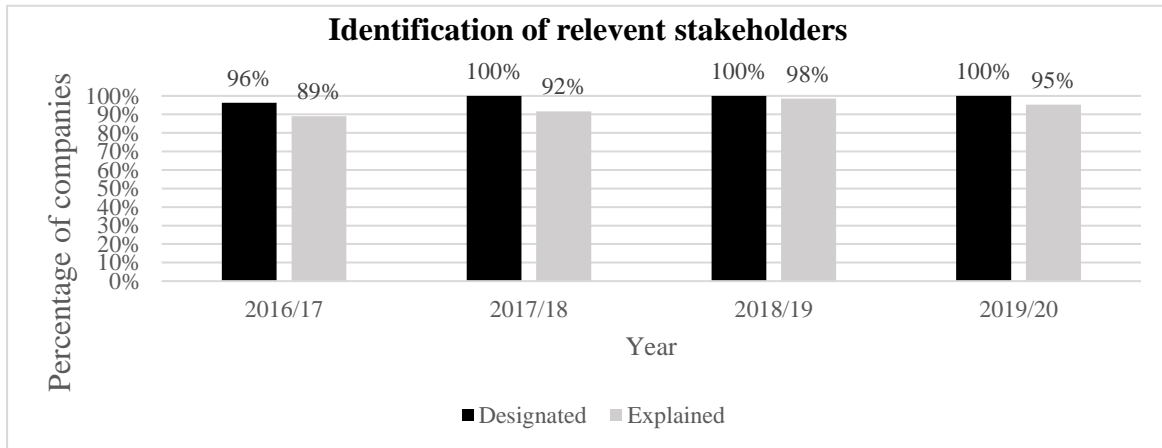 Identification of relevent stakeholders
Percentage of companies
96% 89% 100% 92% 100% 98% 100% 95%
100%
90%
80%
70%
60%
50%
40%
30%
20%
10%
0%
2016/17 2017/18 2018/19 2019/20
Year
Designated Explained